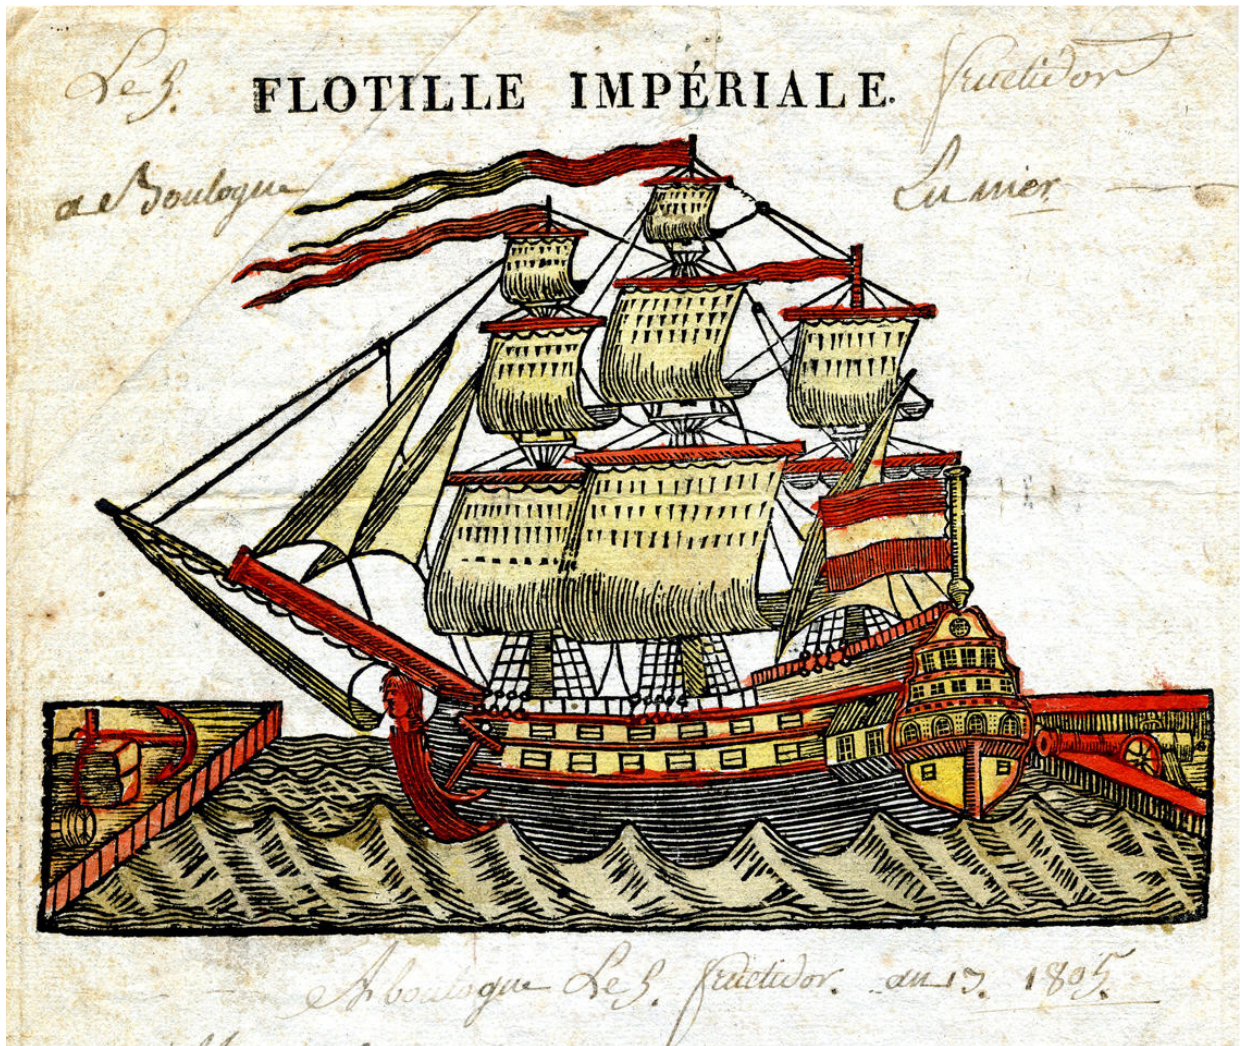 Le 5. FLOTILLE IMPÉRIALE. fructidor
a Boulogne Sur mer
A boulogne Le 5. fructidor. an 13. 1805.